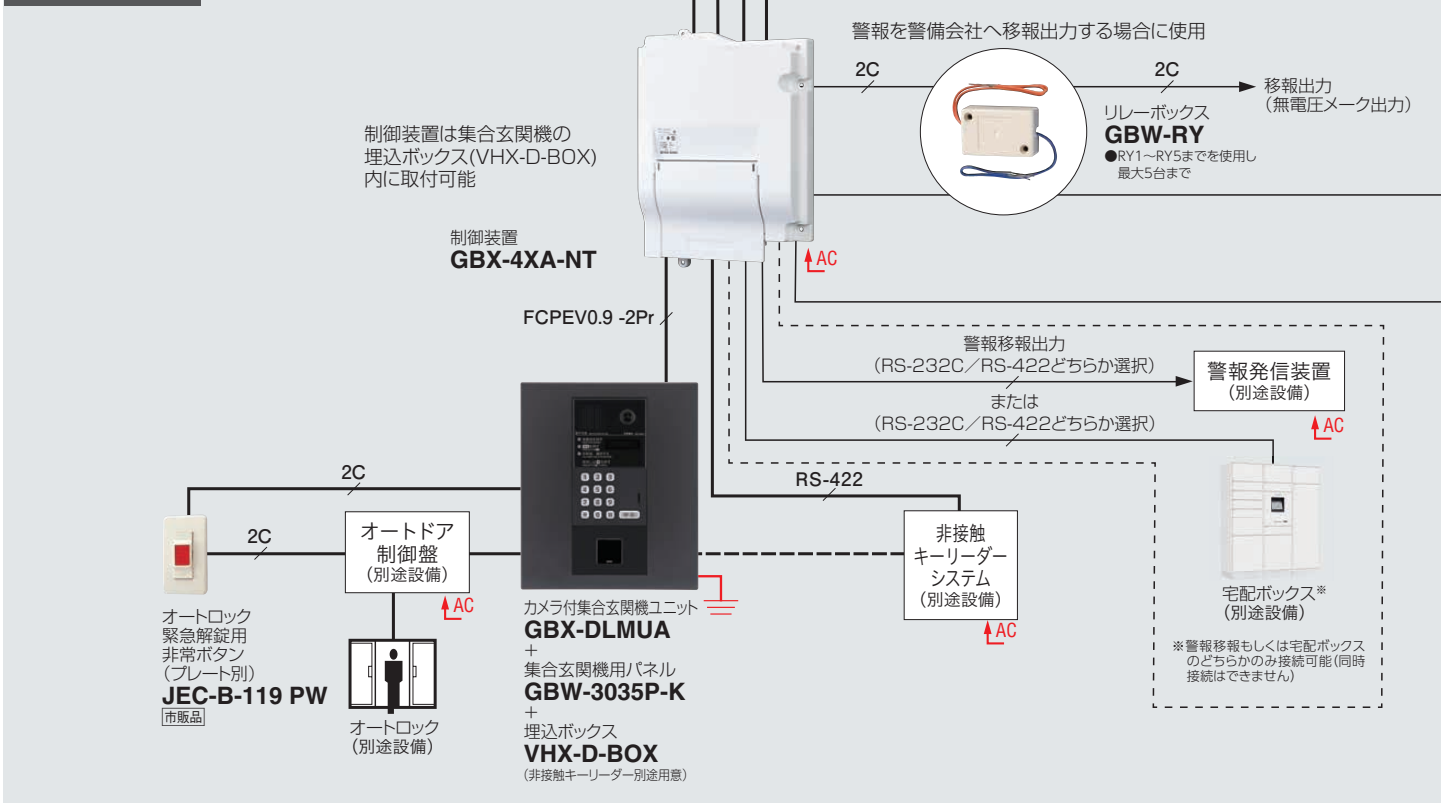 警報を警備会社へ移報出力する場合に使用
2C
2C
移報出力
(無電圧メーク出力)
リレーボックス
GBW-RY
●RY1〜RY5までを使用し
最大5台まで
制御装置は集合玄関機の
埋込ボックス(VHX-D-BOX)
内に取付可能
制御装置
GBX-4XA-NT
AC
FCPEV0.9 -2Pr
警報移報出力
(RS-232C/RS-422どちらか選択)
または
(RS-232C/RS-422どちらか選択)
警報発信装置
(別途設備)
AC
2C
RS-422
2C
オートドア
制御盤
(別途設備)
AC
非接触
キーリーダー
システム
(別途設備)
AC
宅配ボックス※
(別途設備)
※警報移報もしくは宅配ボックス
のどちらかのみ接続可能(同時
接続はできません)
オートロック
緊急解錠用
非常ボタン
(プレート別)
JEC-B-119 PW
市販品
オートロック
(別途設備)
カメラ付集合玄関機ユニット
GBX-DLMUA
+
集合玄関機用パネル
GBW-3035P-K
+
埋込ボックス
VHX-D-BOX
(非接触キーリーダー別途用意)